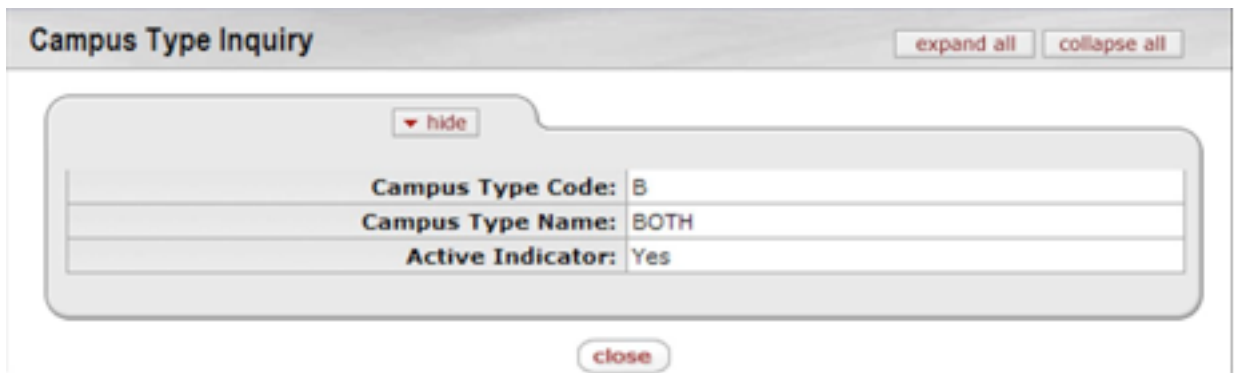 Campus Type Inquiry expand all collapse all
hide
Campus Type Code: B
Campus Type Name: BOTH
Active Indicator: Yes
close